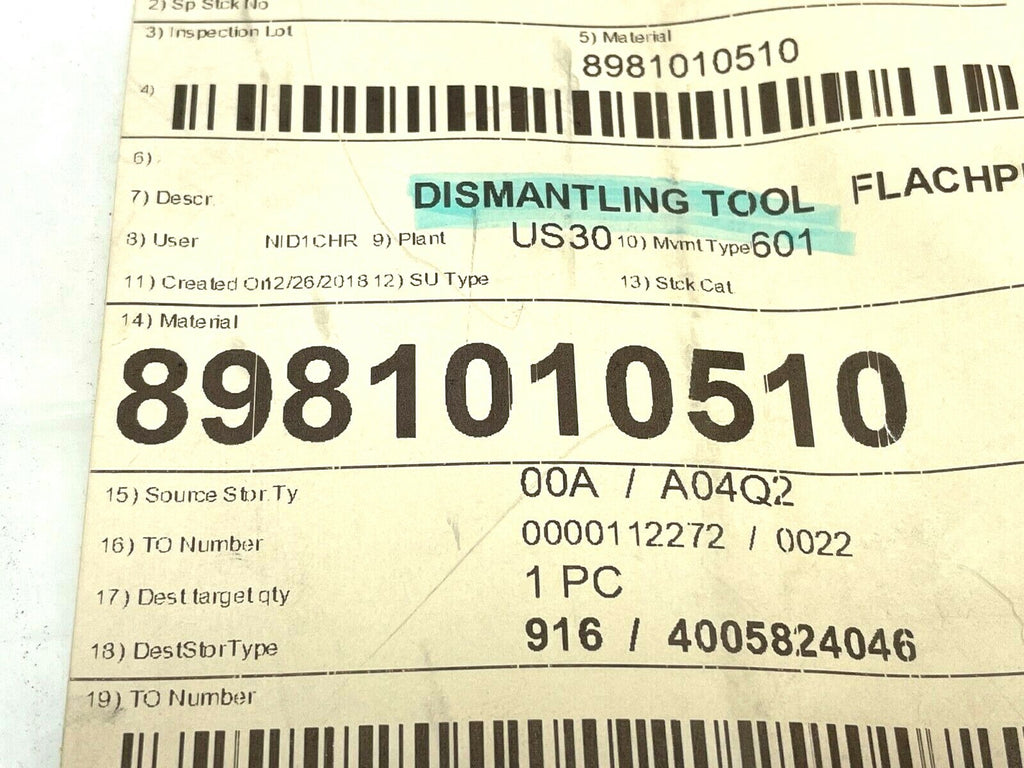 2) Sp Stck No
3) Inspection Lot
5) Material
8981010510
4)
6)
7) Descr. DISMANTLING TOOL
8) User NID1CHR 9) Plant US30 10) Mvmt Type 601
11) Created On 12/26/2018 12) SU Type 13) Stck Cat
14) Material
8981010510
15) Source Stor.Ty 00A / A04Q2
16) TO Number 0000112272 / 0022
17) Dest target qty 1 PC
18) DestStorType 916 / 4005824046
19) TO Number